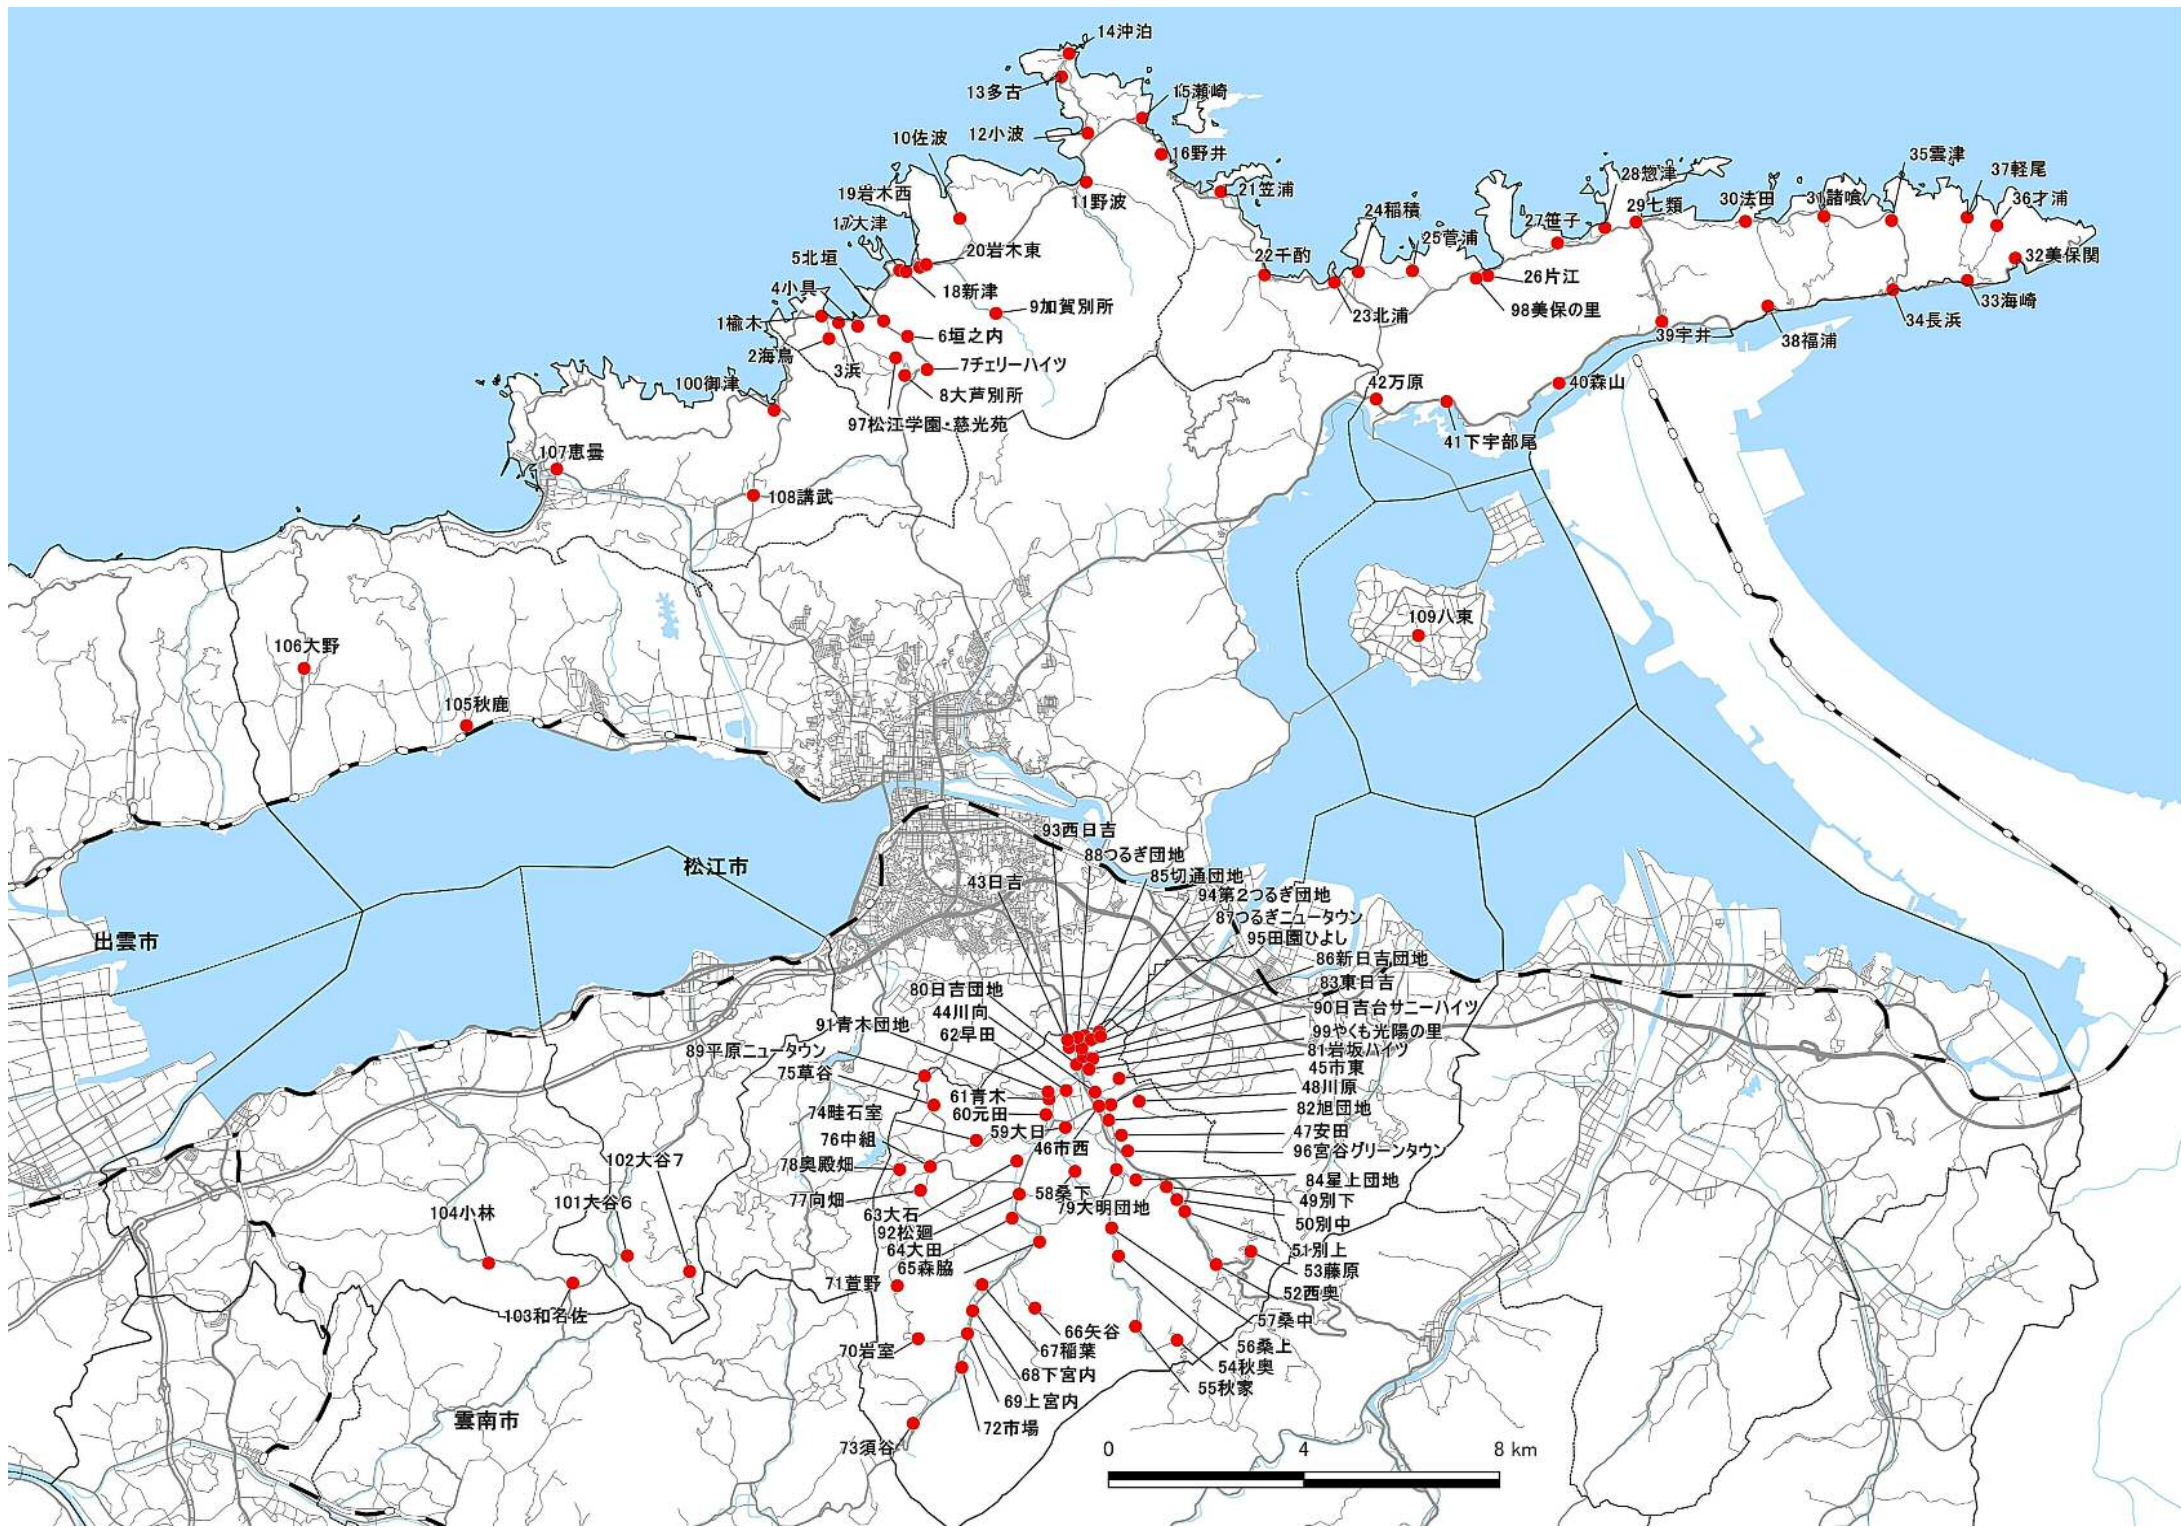 14沖泊
13多古
15瀬崎
12小波
10佐波
16野井
19岩木西
11野波
21笠浦
17大津
5北垣
20岩木東
18新津
4小具
9加賀別所
1楡木
6垣之内
2海鳥
3浜
7チェリーハイツ
8大芦別所
100御津
97松江学園・慈光苑
107恵曇
108講武
22千酌
24稲積
25菅浦
23北浦
27笹子
28惣津
29七類
26片江
98美保の里
30法田
31諸喰
35雲津
37軽尾
36才浦
32美保関
33海崎
34長浜
38福浦
39宇井
40森山
42万原
41下宇部尾
109八束
106大野
105秋鹿
松江市
出雲市
93西日吉
88つるぎ団地
43日吉
85切通団地
94第2つるぎ団地
87つるぎニュータウン
95田園ひよし
86新日吉団地
80日吉団地
83東日吉
44川向
90日吉台サニーハイツ
91青木団地
62早田
99やくも光陽の里
89平原ニュータウン
81岩坂ハイツ
75草谷
45市東
61青木
48川原
74畦石室
60元田
82旭団地
76中組
59大日
47安田
46市西
78奥殿畑
96宮谷グリーンタウン
102大谷7
84星上団地
77向畑
58桑下
49別下
101大谷6
63大石
79大明団地
50別中
104小林
92松廻
64大田
51別上
65森脇
53藤原
71萱野
52西奥
103和名佐
57桑中
66矢谷
56桑上
70岩室
67稲葉
54秋奥
68下宮内
55秋家
69上宮内
雲南市
72市場
73須谷
0 4 8 km